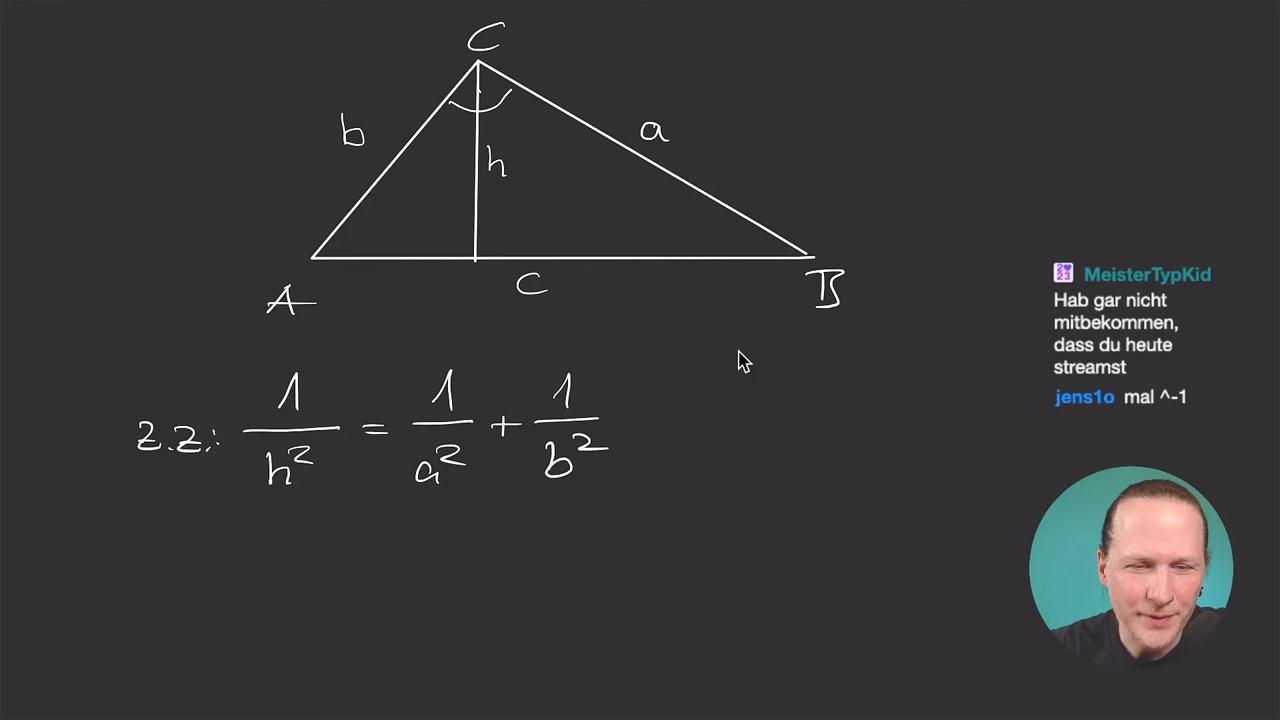 C
b
a
h
A
c
B
z.z.: 1/h² = 1/a² + 1/b²
MeisterTypKid
Hab gar nicht
mitbekommen,
dass du heute
streamst
jens1o mal ^-1